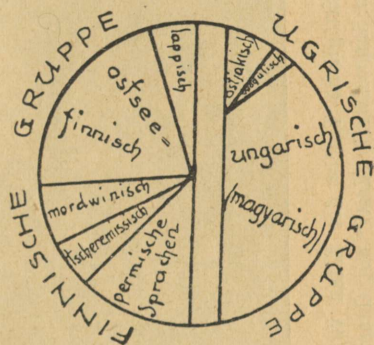 FINNISCHE GRUPPE
UGRISCHE GRUPPE
lappisch
ostsee=
finnisch
mordwinisch
tscheremissisch
permische
Sprachen
ostjakisch
wogulisch
ungarisch
(magyarisch)